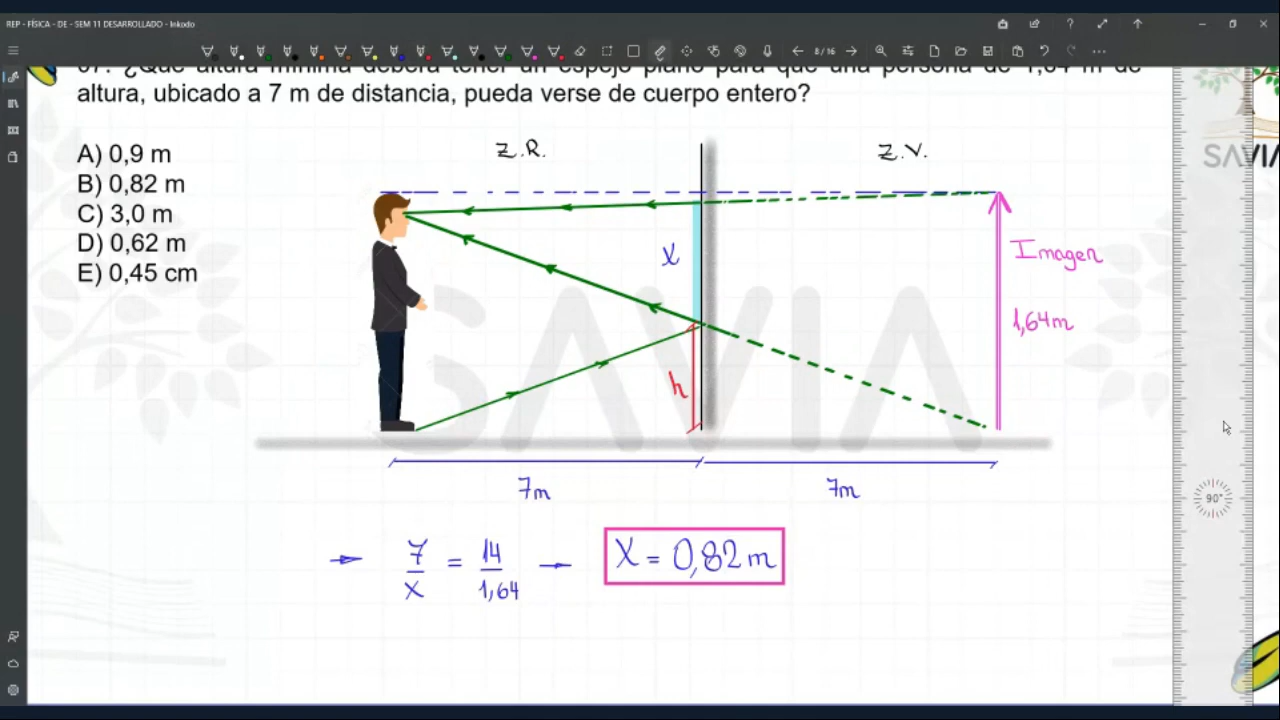 REP - FÍSICA - DE - SEM 11 DESARROLLADO - Inkodo
8 / 16
altura, ubicado a 7 m de distancia, pueda verse de cuerpo entero?
A) 0,9 m
B) 0,82 m
C) 3,0 m
D) 0,62 m
E) 0,45 cm
Z.R.
Z.V.
x
h
Imagen
1,64m
7m
7m
7/x = 14/1,64
x = 0,82 m
SAVIA
90°